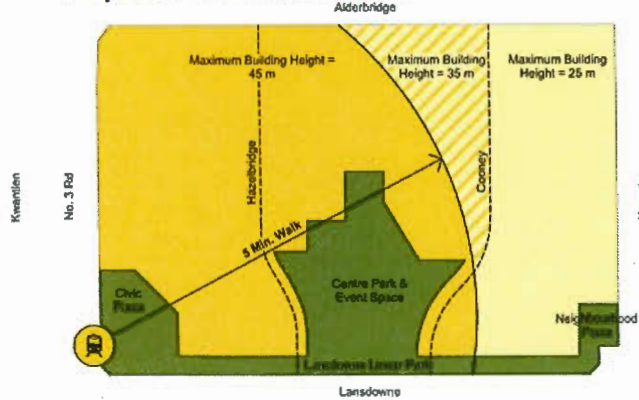 Alderbridge
Maximum Building Height =
45 m
Maximum Building
Height = 35 m
Maximum Building
Height = 25 m
Kwantlen
No. 3 Rd
Hazelbridge
Cooney
5 Min. Walk
Civic
Plaza
Centre Park &
Event Space
Neighbourhood
Plaza
Lansdowne Linear Park
Lansdowne